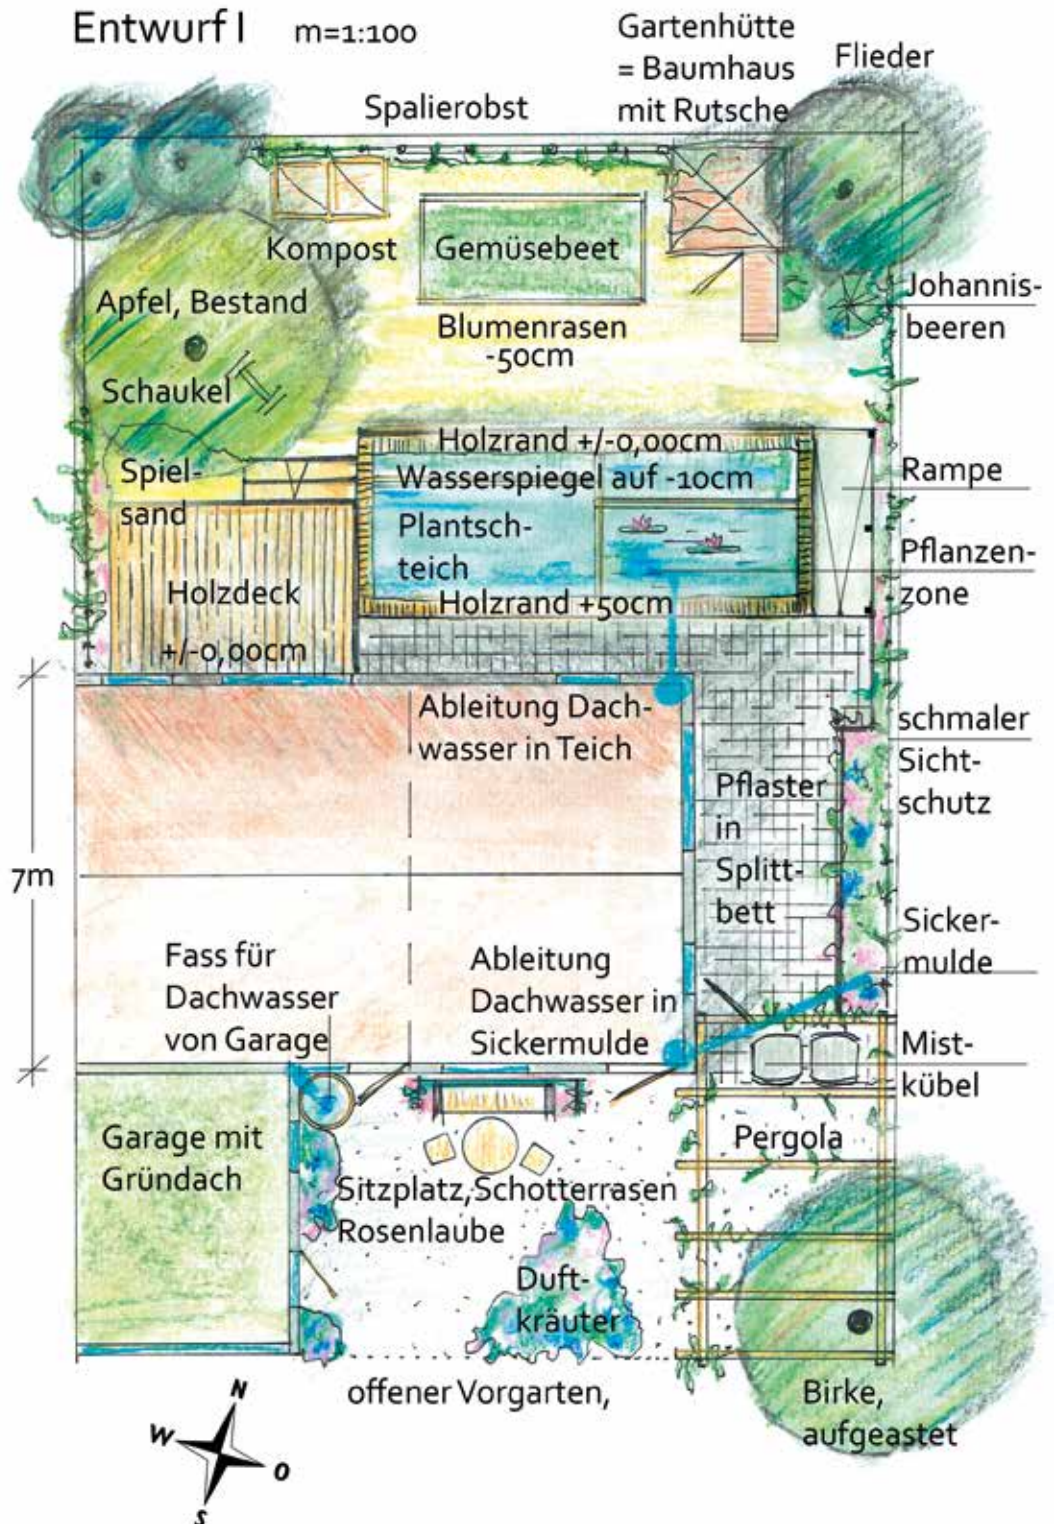 Entwurf I
m=1:100
Gartenhütte
= Baumhaus
mit Rutsche
Flieder
Spalierobst
Kompost
Gemüsebeet
Apfel, Bestand
Schaukel
Blumenrasen
-50cm
Johannis-
beeren
Holzrand +/-0,00cm
Wasserspiegel auf -10cm
Spiel-
sand
Plantsch-
teich
Rampe
Pflanzen-
zone
Holzdeck
+/-0,00cm
Holzrand +50cm
Ableitung Dach-
wasser in Teich
schmaler
Sicht-
schutz
Pflaster
in
Splitt-
bett
7m
Fass für
Dachwasser
von Garage
Ableitung
Dachwasser in
Sickermulde
Sicker-
mulde
Mist-
kübel
Garage mit
Gründach
Pergola
Sitzplatz, Schotterrasen
Rosenlaube
Duft-
kräuter
offener Vorgarten,
Birke,
aufgeastet
N
W
O
S